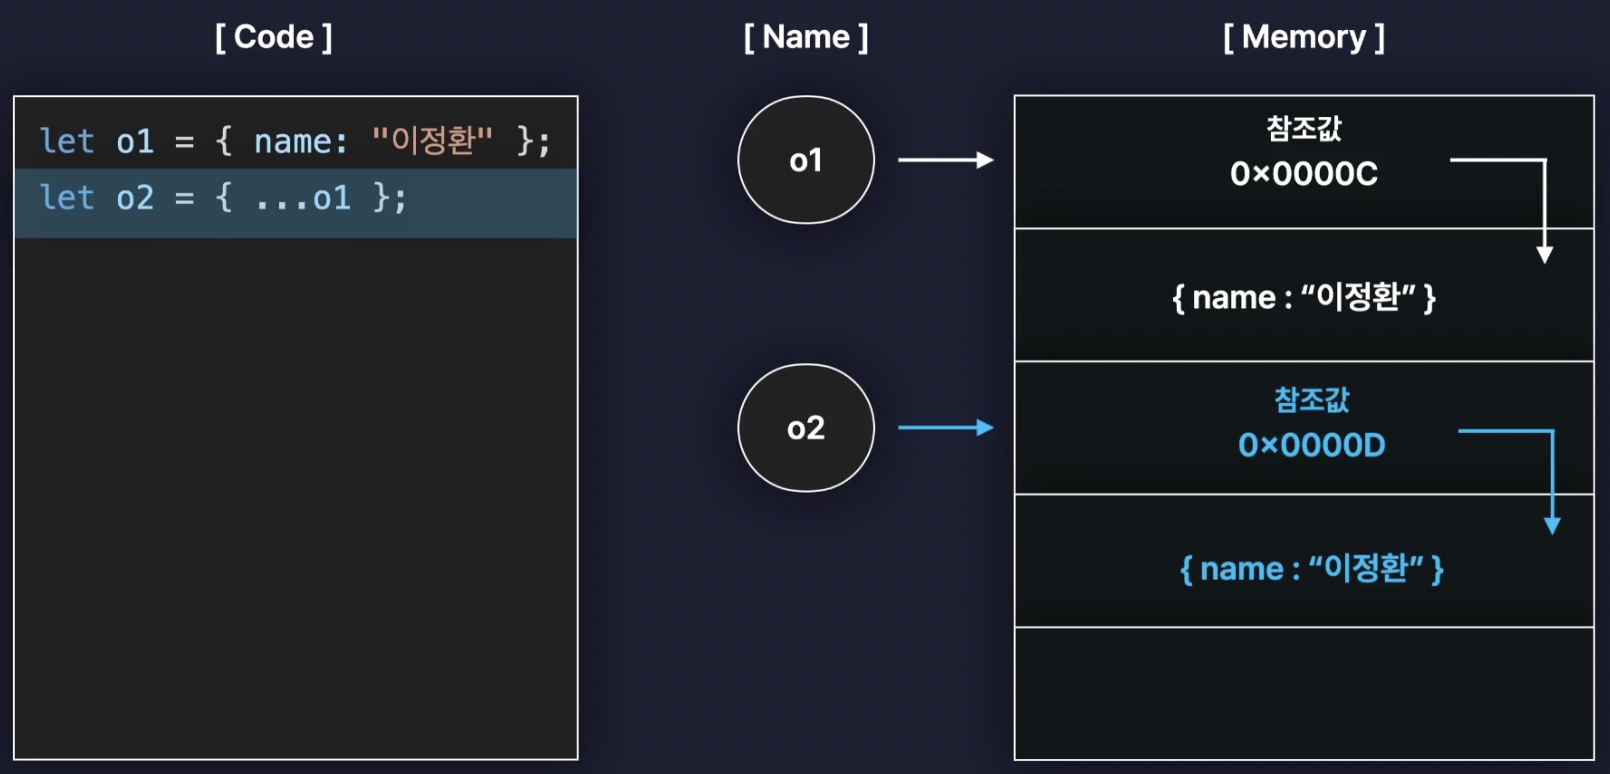 [ Code ]
[ Name ]
[ Memory ]
let o1 = { name: "이정환" };
let o2 = { ...o1 };
o1
o2
참조값
0×0000C
{ name : “이정환” }
참조값
0×0000D
{ name : “이정환” }